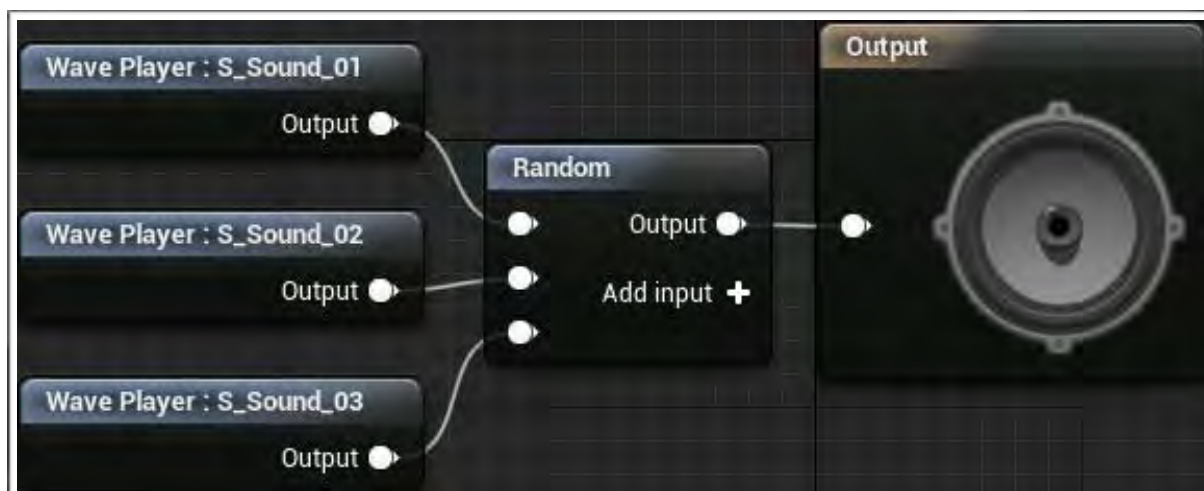 Wave Player : S_Sound_01
Output
Wave Player : S_Sound_02
Output
Wave Player : S_Sound_03
Output
Random
Output
Add input
Output